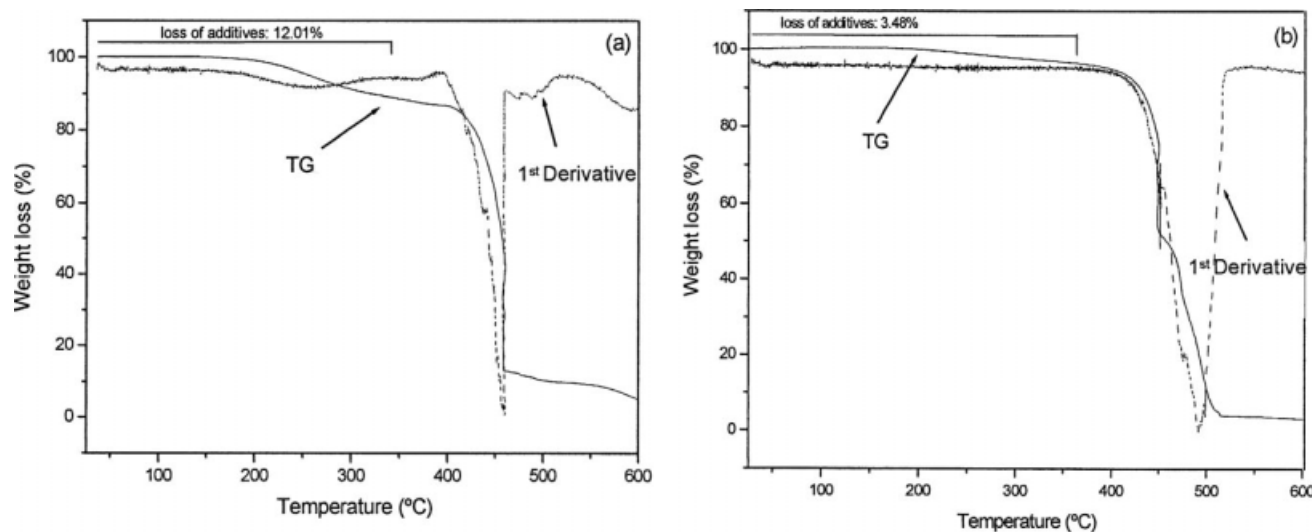 loss of additives: 12.01%
(a)
100
80
60
40
20
0
Weight loss (%)
TG
1st Derivative
100
200
300
400
500
600
Temperature (ºC)
loss of additives: 3.48%
(b)
100
80
60
40
20
0
Weight loss (%)
TG
1st Derivative
100
200
300
400
500
600
Temperature (ºC)